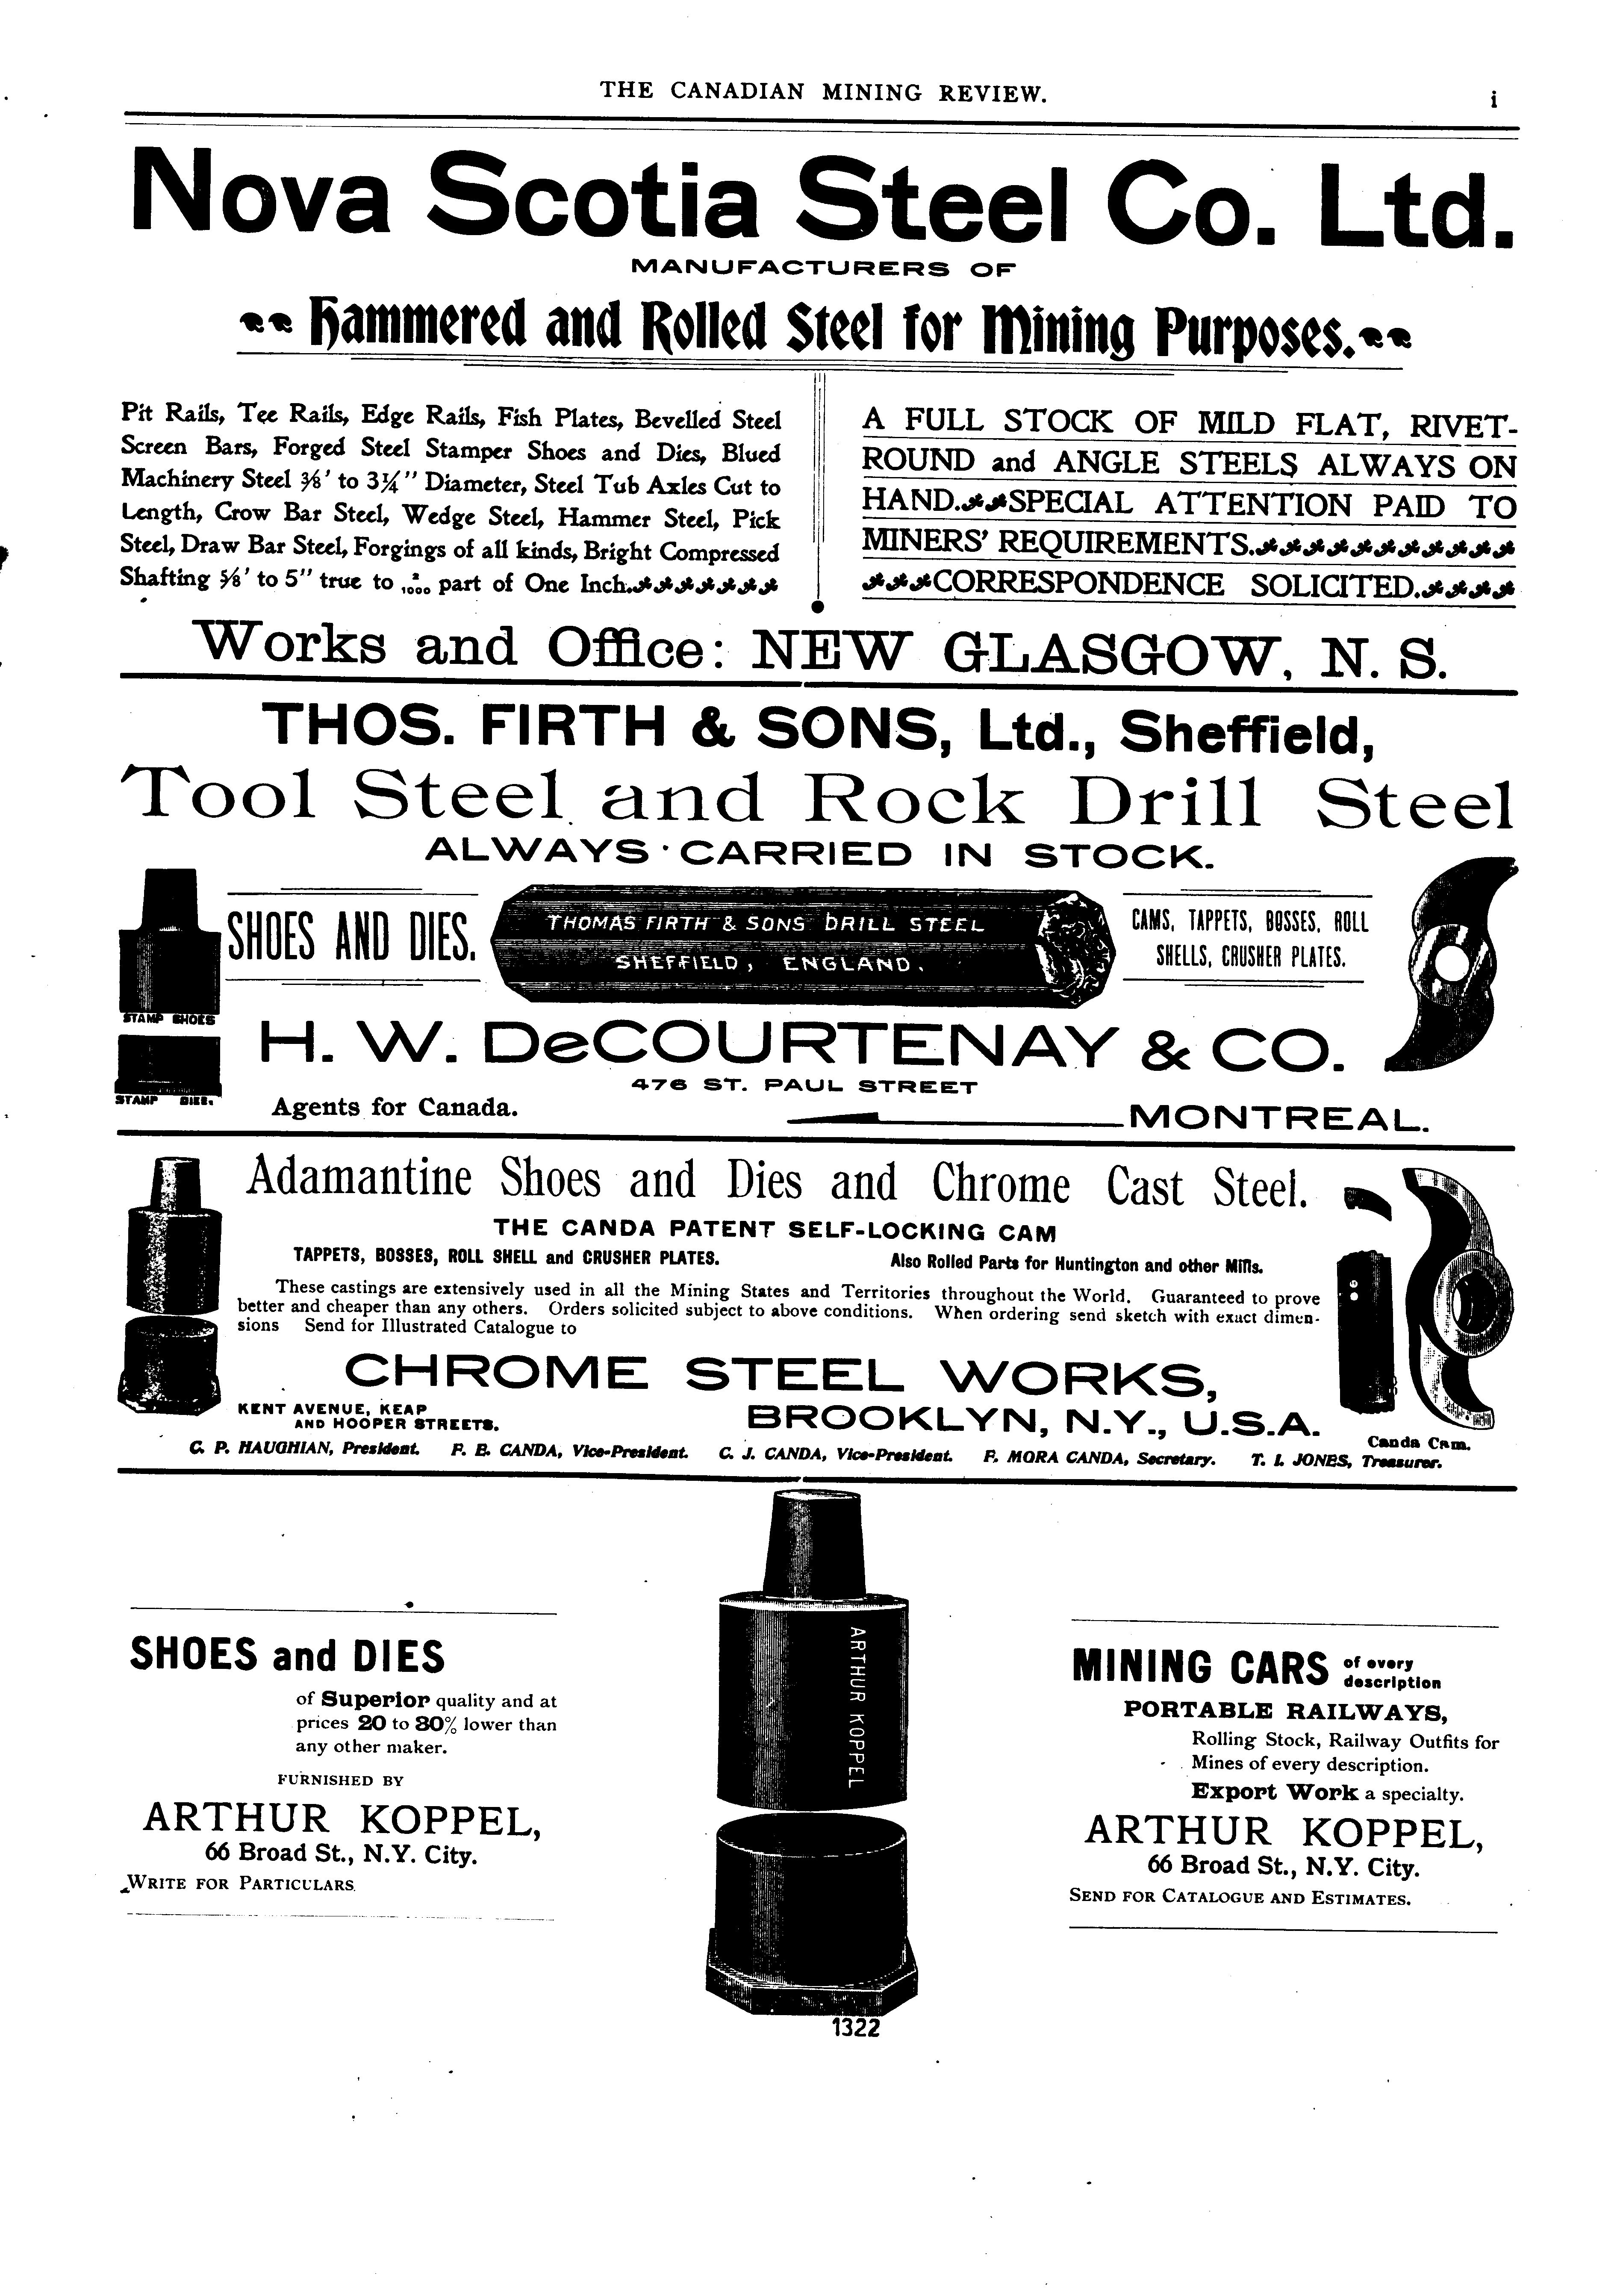 THE CANADIAN MINING REVIEW.
i
Nova Scotia Steel Co. Ltd.
MANUFACTURERS OF
Hammered and Rolled Steel for Mining Purposes.
Pit Rails, Tee Rails, Edge Rails, Fish Plates, Bevelled Steel
Screen Bars, Forged Steel Stamper Shoes and Dies, Blued
Machinery Steel ⅜' to 3¼" Diameter, Steel Tub Axles Cut to
Length, Crow Bar Steel, Wedge Steel, Hammer Steel, Pick
Steel, Draw Bar Steel, Forgings of all kinds, Bright Compressed
Shafting ⅝' to 5" true to part of One Inch.
A FULL STOCK OF MILD FLAT, RIVET-
ROUND and ANGLE STEELS ALWAYS ON
HAND. SPECIAL ATTENTION PAID TO
MINERS' REQUIREMENTS.
CORRESPONDENCE SOLICITED.
Works and Office: NEW GLASGOW, N. S.
THOS. FIRTH & SONS, Ltd., Sheffield,
Tool Steel and Rock Drill Steel
ALWAYS CARRIED IN STOCK.
SHOES AND DIES.
THOMAS FIRTH & SONS DRILL STEEL
SHEFFIELD, ENGLAND.
CAMS, TAPPETS, BOSSES, ROLL
SHELLS, CRUSHER PLATES.
STAMP SHOES
H. W. DeCOURTENAY & CO.
476 ST. PAUL STREET
STAMP DIES.
Agents for Canada.
MONTREAL.
Adamantine Shoes and Dies and Chrome Cast Steel.
THE CANDA PATENT SELF-LOCKING CAM
TAPPETS, BOSSES, ROLL SHELL and CRUSHER PLATES.
Also Rolled Parts for Huntington and other Mills.
These castings are extensively used in all the Mining States and Territories throughout the World. Guaranteed to prove
better and cheaper than any others. Orders solicited subject to above conditions. When ordering send sketch with exact dimen-
sions Send for Illustrated Catalogue to
CHROME STEEL WORKS,
KENT AVENUE, KEAP
AND HOOPER STREETS.
BROOKLYN, N.Y., U.S.A.
Canda Cam.
C. P. HAUGHIAN, President. F. E. CANDA, Vice-President. C. J. CANDA, Vice-President. F. MORA CANDA, Secretary. T. I. JONES, Treasurer.
SHOES and DIES
of Superior quality and at
prices 20 to 30% lower than
any other maker.
FURNISHED BY
ARTHUR KOPPEL,
66 Broad St., N.Y. City.
WRITE FOR PARTICULARS.
ARTHUR KOPPEL
1322
MINING CARS of every
description
PORTABLE RAILWAYS,
Rolling Stock, Railway Outfits for
Mines of every description.
Export Work a specialty.
ARTHUR KOPPEL,
66 Broad St., N.Y. City.
SEND FOR CATALOGUE AND ESTIMATES.